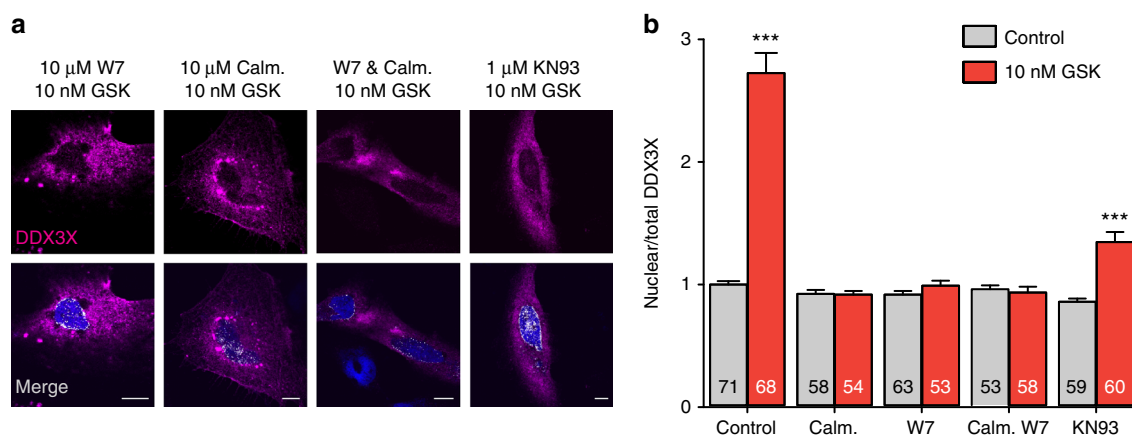 a
10 μM W7
10 nM GSK
10 μM Calm.
10 nM GSK
W7 & Calm.
10 nM GSK
1 μM KN93
10 nM GSK
DDX3X
Merge
b
Nuclear/total DDX3X
3
2
1
0
Control
10 nM GSK
***
***
71
68
58
54
63
53
53
58
59
60
Control
Calm.
W7
Calm. W7
KN93